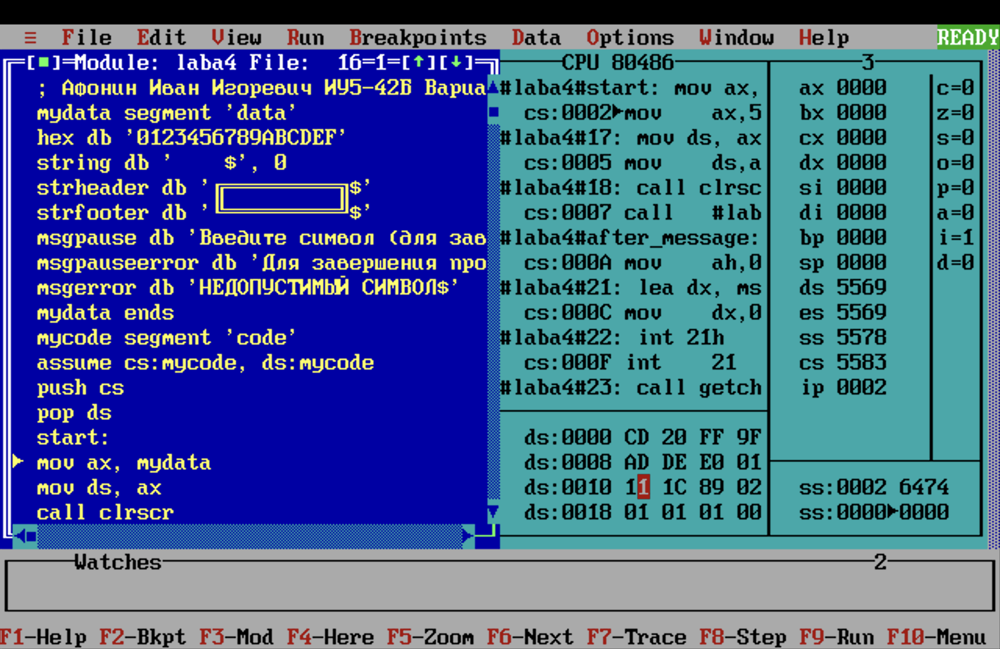 ≡ File Edit View Run Breakpoints Data Options Window Help READY
[■]=Module: laba4 File: 16=1=[↑][↓]
; Афонин Иван Игоревич ИУ5-42Б Вариа
mydata segment 'data'
hex db '0123456789ABCDEF'
string db '    $', 0
strheader db '╔═════════╗$'
strfooter db '╚═════════╝$'
msgpause db 'Введите символ (для зав
msgpauseerror db 'Для завершения про
msgerror db 'НЕДОПУСТИМЫЙ СИМВОЛ$'
mydata ends
mycode segment 'code'
assume cs:mycode, ds:mycode
push cs
pop ds
start:
► mov ax, mydata
mov ds, ax
call clrscr
CPU 80486
#laba4#start: mov ax,
cs:0002►mov    ax,5
#laba4#17: mov ds, ax
cs:0005 mov    ds,a
#laba4#18: call clrsc
cs:0007 call   #lab
#laba4#after_message:
cs:000A mov    ah,0
#laba4#21: lea dx, ms
cs:000C mov    dx,0
#laba4#22: int 21h
cs:000F int    21
#laba4#23: call getch
3
ax 0000 c=0
bx 0000 z=0
cx 0000 s=0
dx 0000 o=0
si 0000 p=0
di 0000 a=0
bp 0000 i=1
sp 0000 d=0
ds 5569
es 5569
ss 5578
cs 5583
ip 0002
ds:0000 CD 20 FF 9F
ds:0008 AD DE E0 01
ds:0010 11 1C 89 02
ds:0018 01 01 01 00
ss:0002 6474
ss:0000►0000
Watches 2
F1-Help F2-Bkpt F3-Mod F4-Here F5-Zoom F6-Next F7-Trace F8-Step F9-Run F10-Menu